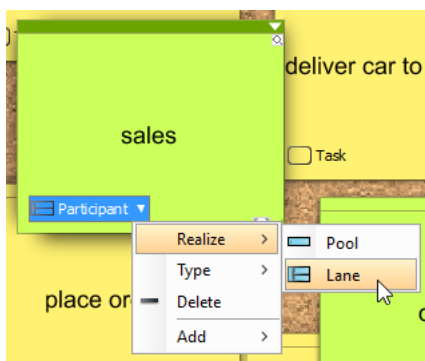 deliver car to
sales
Task
Participant
Realize
Pool
Type
Lane
place or
Delete
Add